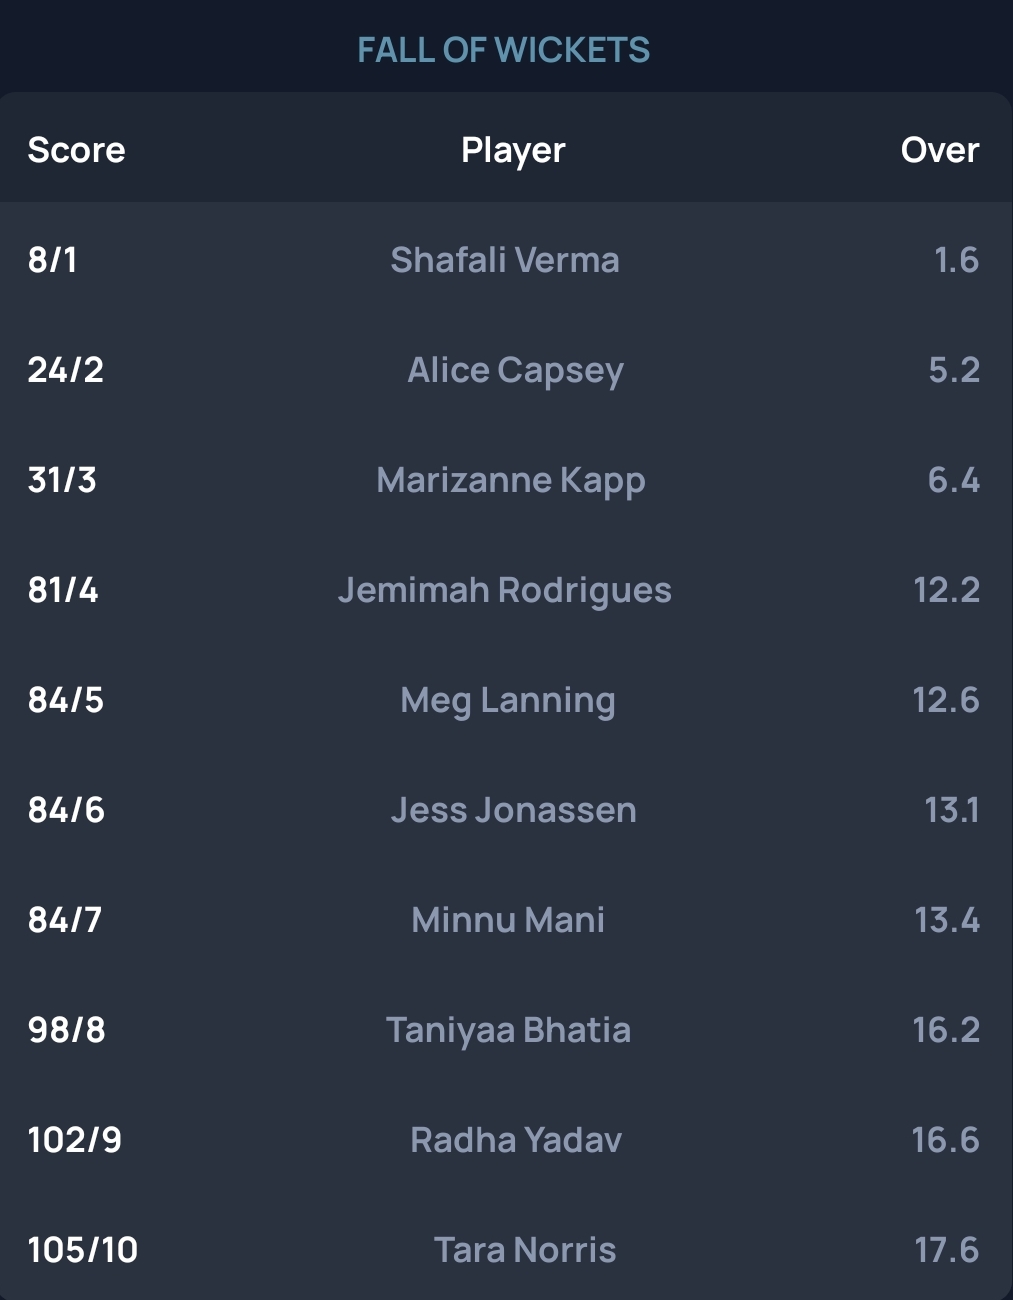 FALL OF WICKETS
Score Player Over
8/1 Shafali Verma 1.6
24/2 Alice Capsey 5.2
31/3 Marizanne Kapp 6.4
81/4 Jemimah Rodrigues 12.2
84/5 Meg Lanning 12.6
84/6 Jess Jonassen 13.1
84/7 Minnu Mani 13.4
98/8 Taniyaa Bhatia 16.2
102/9 Radha Yadav 16.6
105/10 Tara Norris 17.6